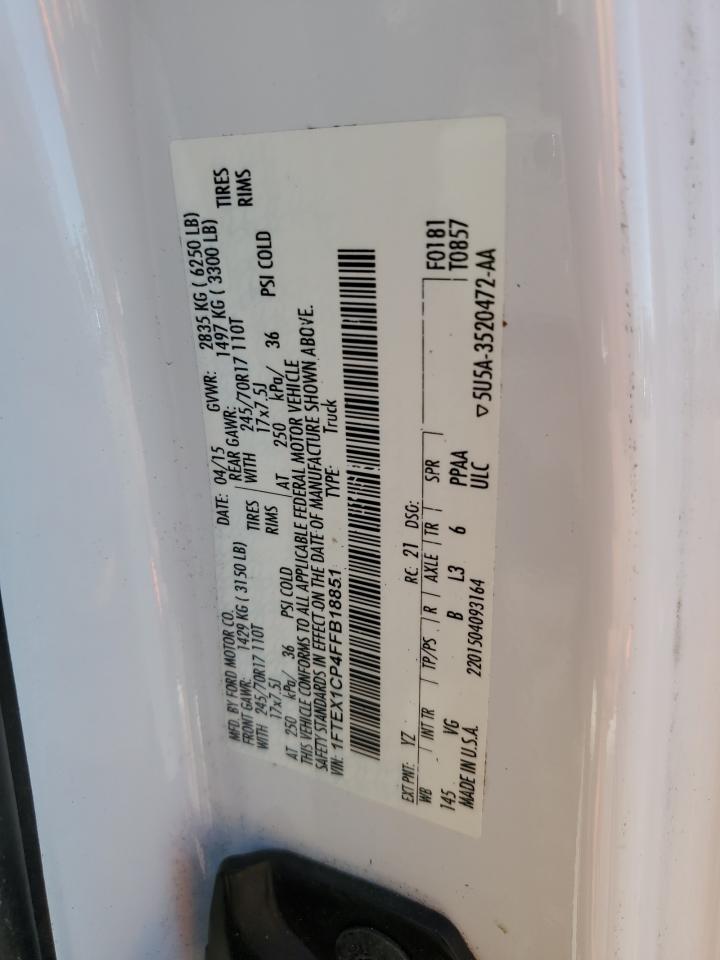 MFD. BY FORD MOTOR CO.
DATE: 04/15 GVWR: 2835 KG ( 6250 LB)
FRONT GAWR: 1429 KG ( 3150 LB) REAR GAWR: 1497 KG ( 3300 LB)
WITH 245/70R17 110T TIRES WITH 245/70R17 110T TIRES
17x7.5J RIMS 17x7.5J RIMS
AT 250 kPa/ 36 PSI COLD AT 250 kPa/ 36 PSI COLD
THIS VEHICLE CONFORMS TO ALL APPLICABLE FEDERAL MOTOR VEHICLE
SAFETY STANDARDS IN EFFECT ON THE DATE OF MANUFACTURE SHOWN ABOVE.
VIN: 1FTEX1CP4FFB18851 TYPE: Truck
EXT PNT: YZ RC: 21 DSO: F0181
WB INT TR TP/PS R AXLE TR SPR T0857
145 VG B L3 6 PPAA
MADE IN U.S.A. 2201504093164 ULC ▽5U5A-3520472-AA